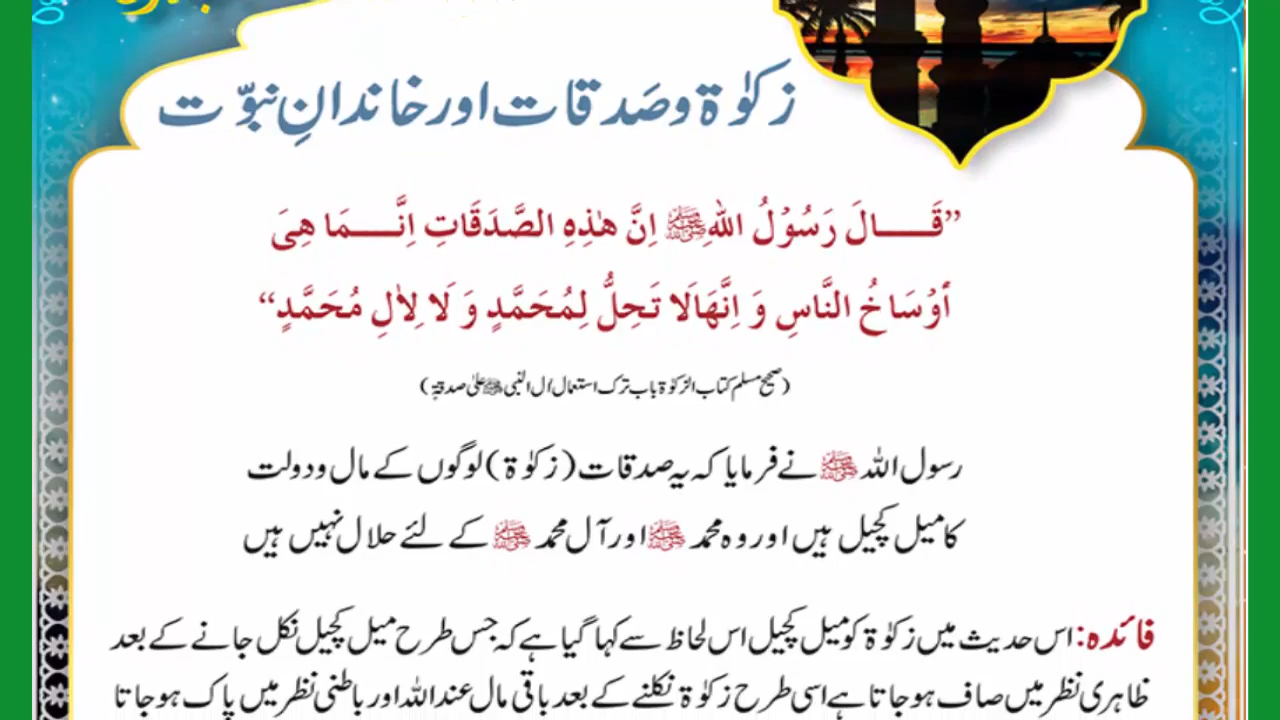 زکوٰۃ و صدقات اور خاندانِ نبوّت
”قَالَ رَسُوْلُ اللہِ ﷺ اِنَّ ھٰذِہِ الصَّدَقَاتِ اِنَّمَا ھِیَ
أَوْسَاخُ النَّاسِ وَ اِنَّھَا لَا تَحِلُّ لِمُحَمَّدٍ وَ لَا لِاٰلِ مُحَمَّدٍ“
(صحیح مسلم کتاب الزکوٰۃ باب ترک استعمال اٰل النبی ﷺ علیٰ صدقۃ)
رسول اللہ ﷺ نے فرمایا کہ یہ صدقات (زکوٰۃ) لوگوں کے مال و دولت
کا میل کچیل ہیں اور وہ محمد ﷺ اور آل محمد ﷺ کے لئے حلال نہیں ہیں
فائدہ: اس حدیث میں زکوٰۃ کو میل کچیل اس لحاظ سے کہا گیا ہے کہ جس طرح میل کچیل نکل جانے کے بعد
ظاہری نظر میں صاف ہو جاتا ہے اسی طرح زکوٰۃ نکلنے کے بعد باقی مال عند اللہ اور باطنی نظر میں پاک ہو جاتا